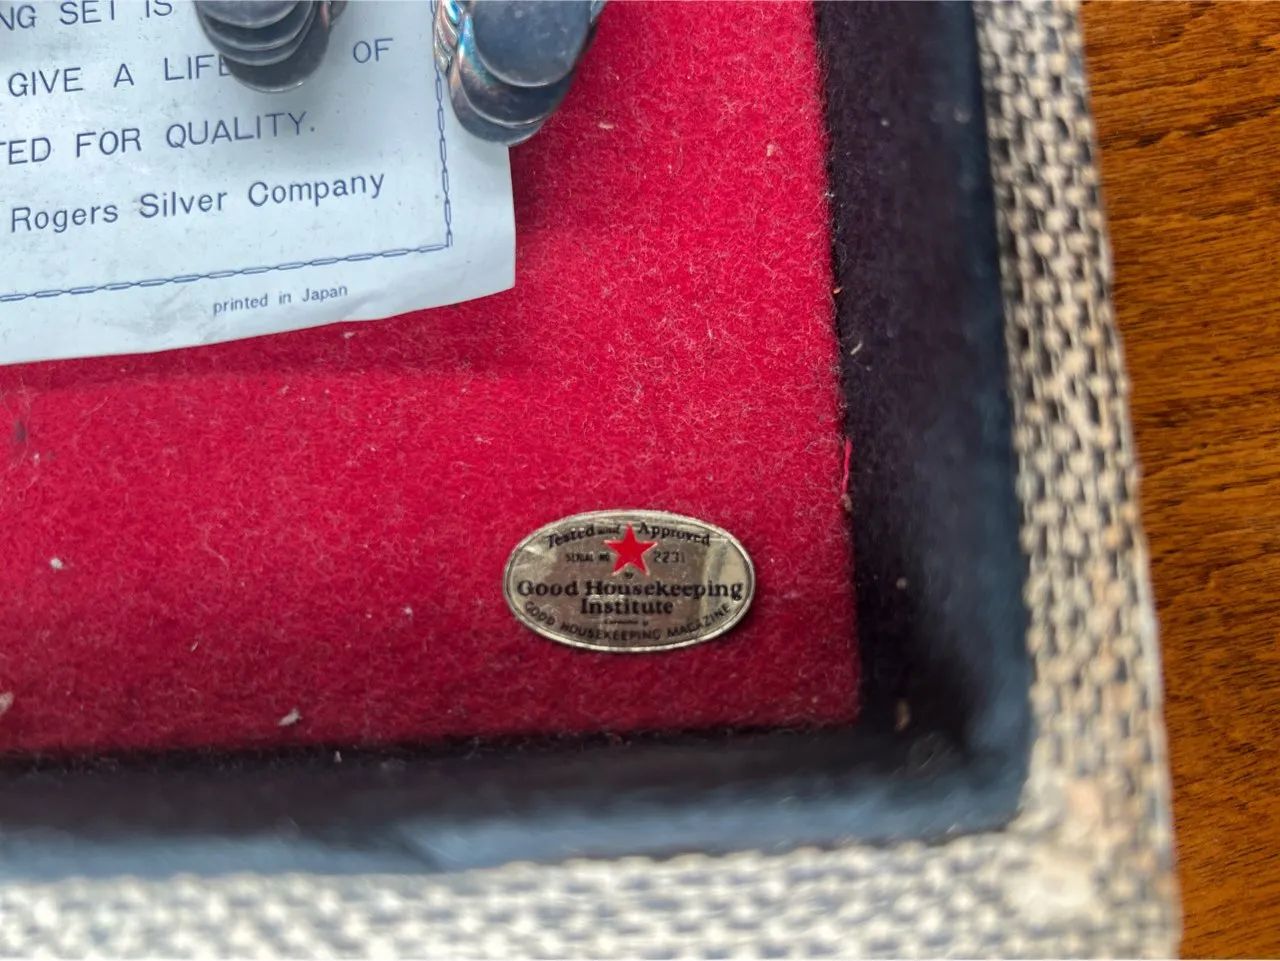 NG SET IS
GIVE A LIFE OF
TED FOR QUALITY.
Rogers Silver Company
printed in Japan
Tested and Approved
SERIAL NO 2231
by
Good Housekeeping
Institute
GOOD HOUSEKEEPING MAGAZINE